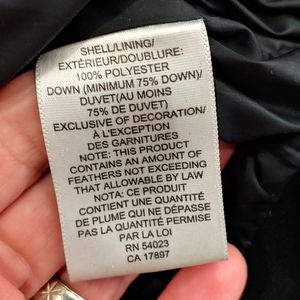 SHELL/LINING/
EXTÉRIEUR/DOUBLURE:
100% POLYESTER
DOWN (MINIMUM 75% DOWN)/
DUVET(AU MOINS
75% DE DUVET)
EXCLUSIVE OF DECORATION/
À L'EXCEPTION
DES GARNITURES
NOTE: THIS PRODUCT
CONTAINS AN AMOUNT OF
FEATHERS NOT EXCEEDING
THAT ALLOWABLE BY LAW
NOTA: CE PRODUIT
CONTIENT UNE QUANTITÉ
DE PLUME QUI NE DÉPASSE
PAS LA QUANTITÉ PERMISE
PAR LA LOI
RN 54023
CA 17897